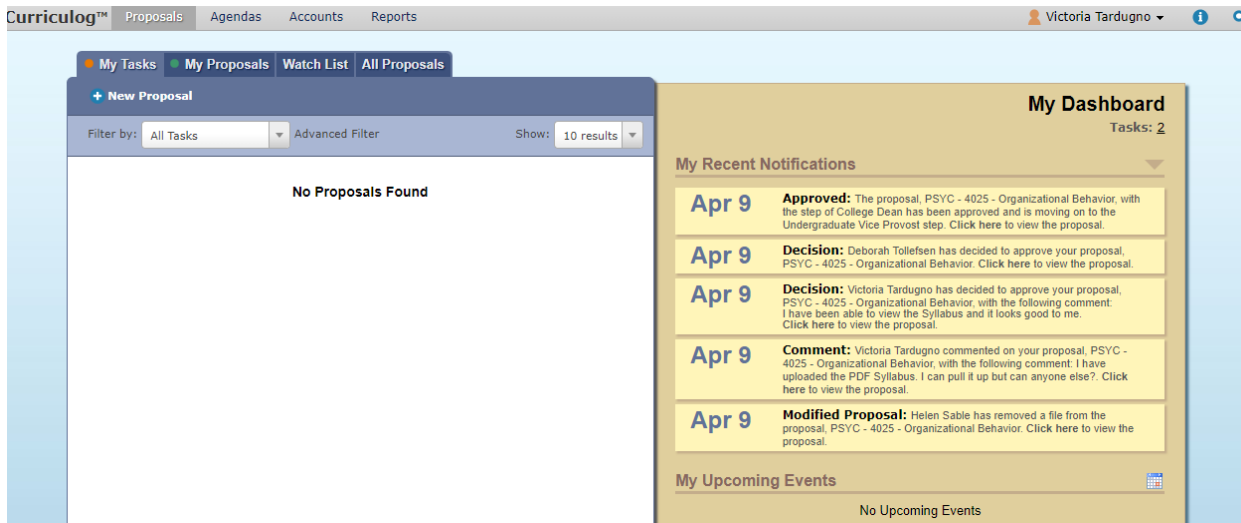 Curriculog™ Proposals Agendas Accounts Reports Victoria Tardugno
My Tasks My Proposals Watch List All Proposals
New Proposal
Filter by: All Tasks Advanced Filter Show: 10 results
No Proposals Found
My Dashboard
Tasks: 2
My Recent Notifications
Apr 9
Approved: The proposal, PSYC - 4025 - Organizational Behavior, with
the step of College Dean has been approved and is moving on to the
Undergraduate Vice Provost step. Click here to view the proposal.
Apr 9
Decision: Deborah Tollefsen has decided to approve your proposal,
PSYC - 4025 - Organizational Behavior. Click here to view the proposal.
Apr 9
Decision: Victoria Tardugno has decided to approve your proposal,
PSYC - 4025 - Organizational Behavior, with the following comment:
I have been able to view the Syllabus and it looks good to me.
Click here to view the proposal.
Apr 9
Comment: Victoria Tardugno commented on your proposal, PSYC -
4025 - Organizational Behavior, with the following comment: I have
uploaded the PDF Syllabus. I can pull it up but can anyone else?. Click
here to view the proposal.
Apr 9
Modified Proposal: Helen Sable has removed a file from the
proposal, PSYC - 4025 - Organizational Behavior. Click here to view the
proposal.
My Upcoming Events
No Upcoming Events